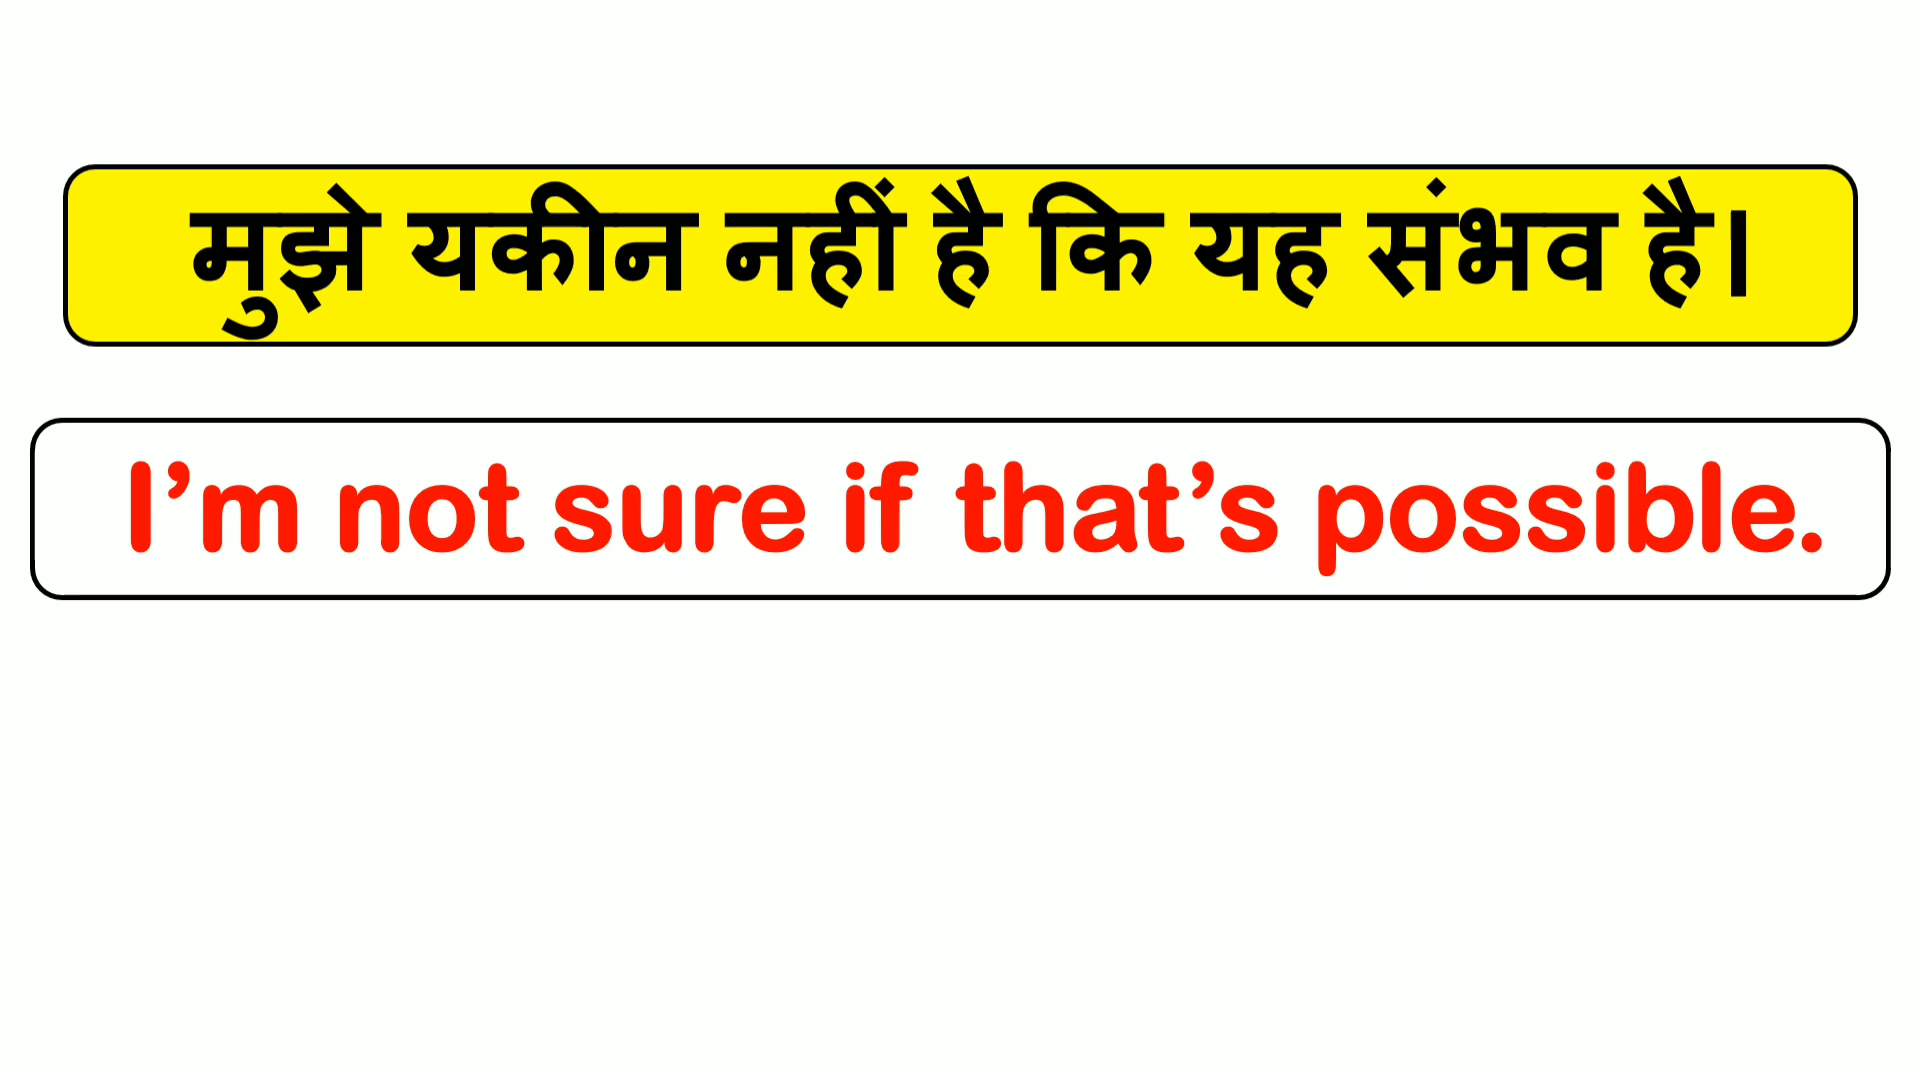 मुझे यकीन नहीं है कि यह संभव है।
I’m not sure if that’s possible.